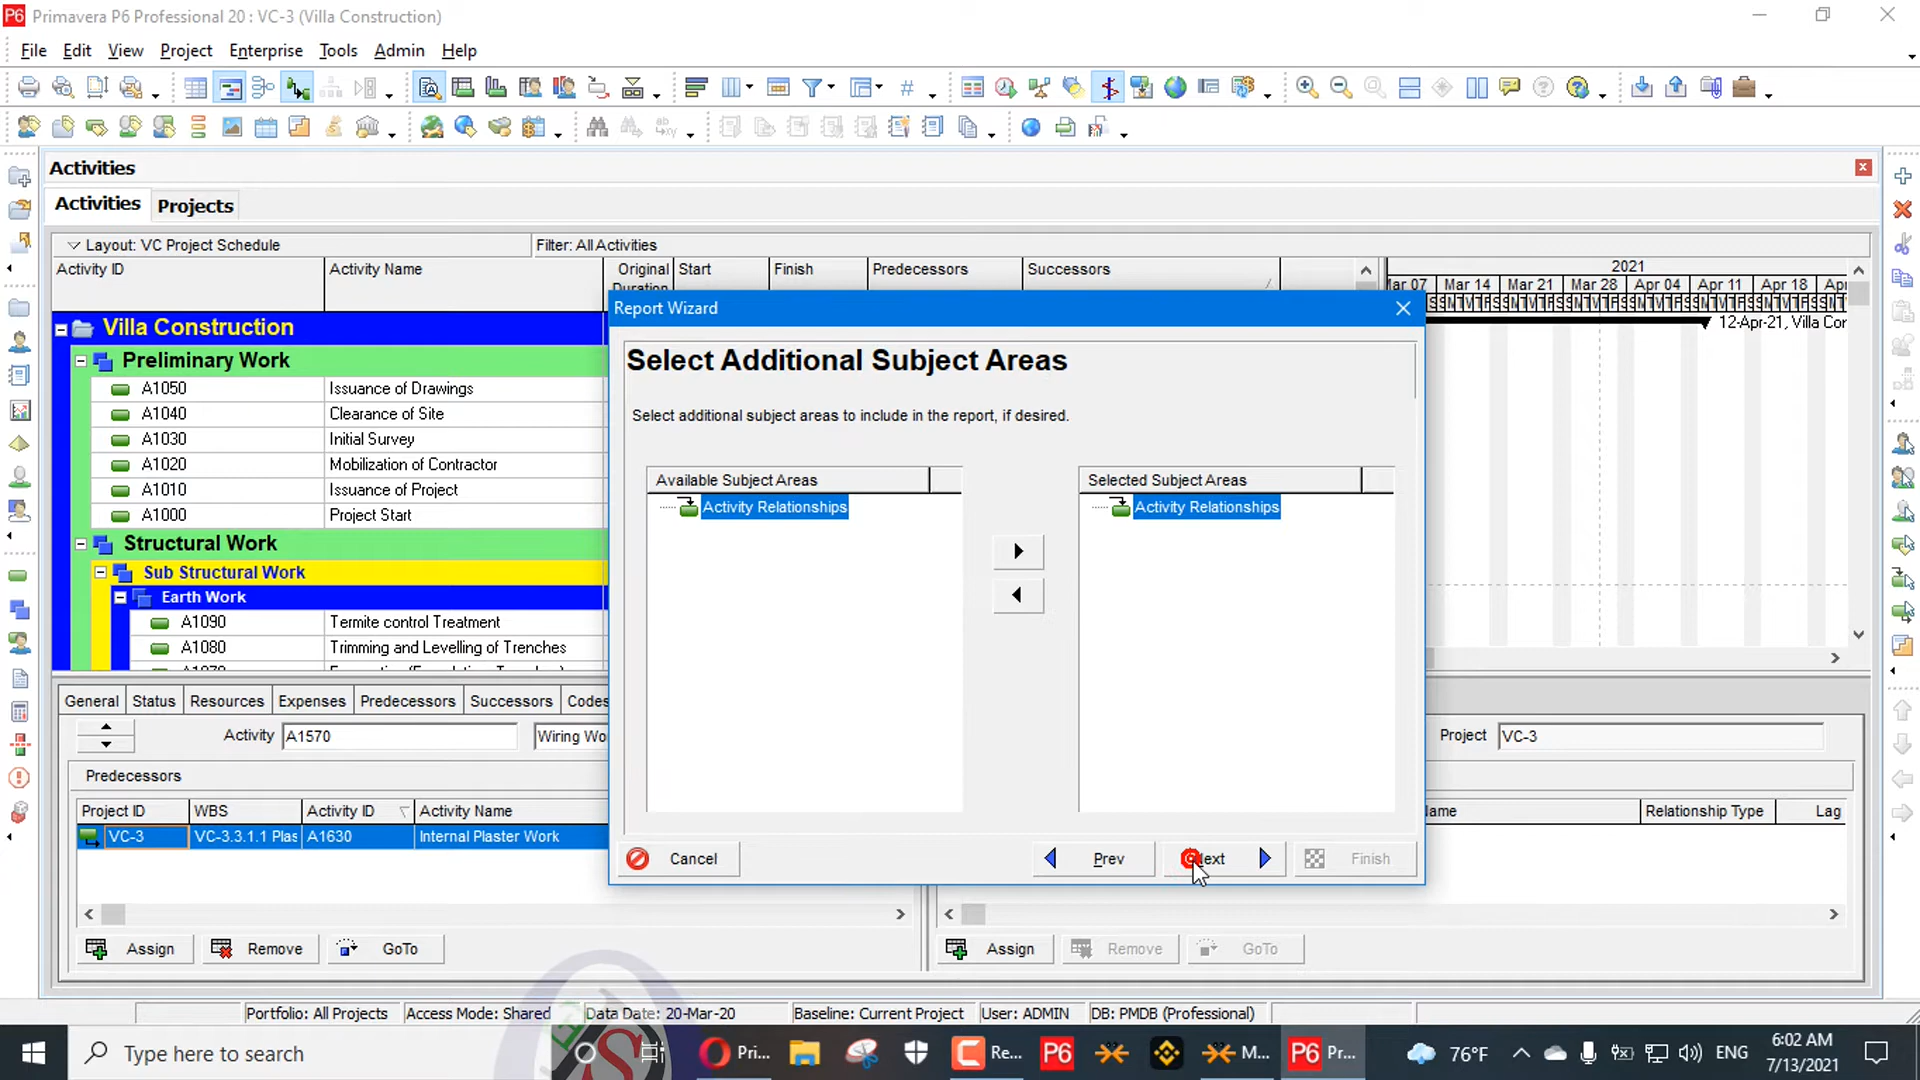 Primavera P6 Professional 20 : VC-3 (Villa Construction)
File Edit View Project Enterprise Tools Admin Help
Activities
Activities Projects
Layout: VC Project Schedule Filter: All Activities
Activity ID Activity Name Original Duration Start Finish Predecessors Successors
2021
Mar 07 Mar 14 Mar 21 Mar 28 Apr 04 Apr 11 Apr 18
Villa Construction
12-Apr-21, Villa Cor
Preliminary Work
A1050 Issuance of Drawings
A1040 Clearance of Site
A1030 Initial Survey
A1020 Mobilization of Contractor
A1010 Issuance of Project
A1000 Project Start
Structural Work
Sub Structural Work
Earth Work
A1090 Termite control Treatment
A1080 Trimming and Levelling of Trenches
Report Wizard
Select Additional Subject Areas
Select additional subject areas to include in the report, if desired.
Available Subject Areas Selected Subject Areas
Activity Relationships Activity Relationships
Cancel Prev Next Finish
General Status Resources Expenses Predecessors Successors Codes
Activity A1570 Wiring Wo Project VC-3
Predecessors
Project ID WBS Activity ID Activity Name
VC-3 VC-3.3.1.1 Plas A1630 Internal Plaster Work
Name Relationship Type Lag
Assign Remove GoTo Assign Remove GoTo
Portfolio: All Projects Access Mode: Shared Data Date: 20-Mar-20 Baseline: Current Project User: ADMIN DB: PMDB (Professional)
Type here to search Pri... Re... P6 M... P6 Pr... 76°F ENG
6:02 AM
7/13/2021